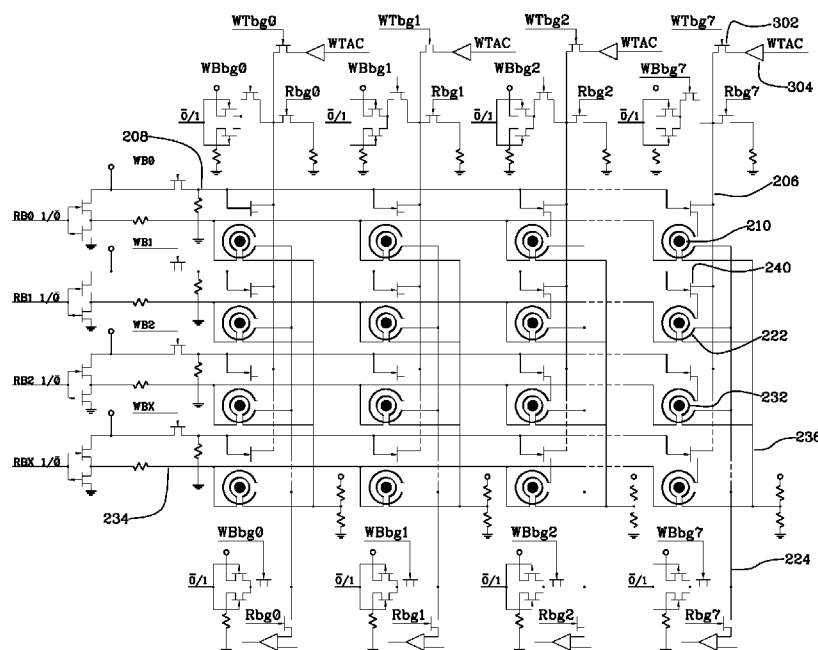 WTbg0 WTbg1 WTbg2 WTbg7 302
WTAC WTAC WTAC WTAC
304
WBbg0 WBbg1 WBbg2 WBbg7
Rbg0 Rbg1 Rbg2 Rbg7
0̅/1 0̅/1 0̅/1 0̅/1
208 WB0
206
RB0 1/0̅
210
WB1
240
RB1 1/0̅
222
WB2
RB2 1/0̅
232
WBX
236
RBX 1/0̅
234
WBbg0 WBbg1 WBbg2 WBbg7
224
0̅/1 0̅/1 0̅/1 0̅/1
Rbg0 Rbg1 Rbg2 Rbg7